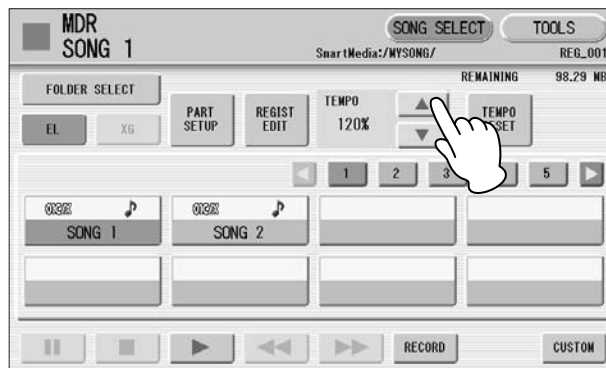 MDR
SONG 1
SONG SELECT
TOOLS
SmartMedia:/MYSONG/
REG_001
REMAINING 98.29 MB
FOLDER SELECT
EL
XG
PART
SETUP
REGIST
EDIT
TEMPO
120%
TEMPO
1 2 3 5
SONG 1
SONG 2
RECORD
CUSTOM